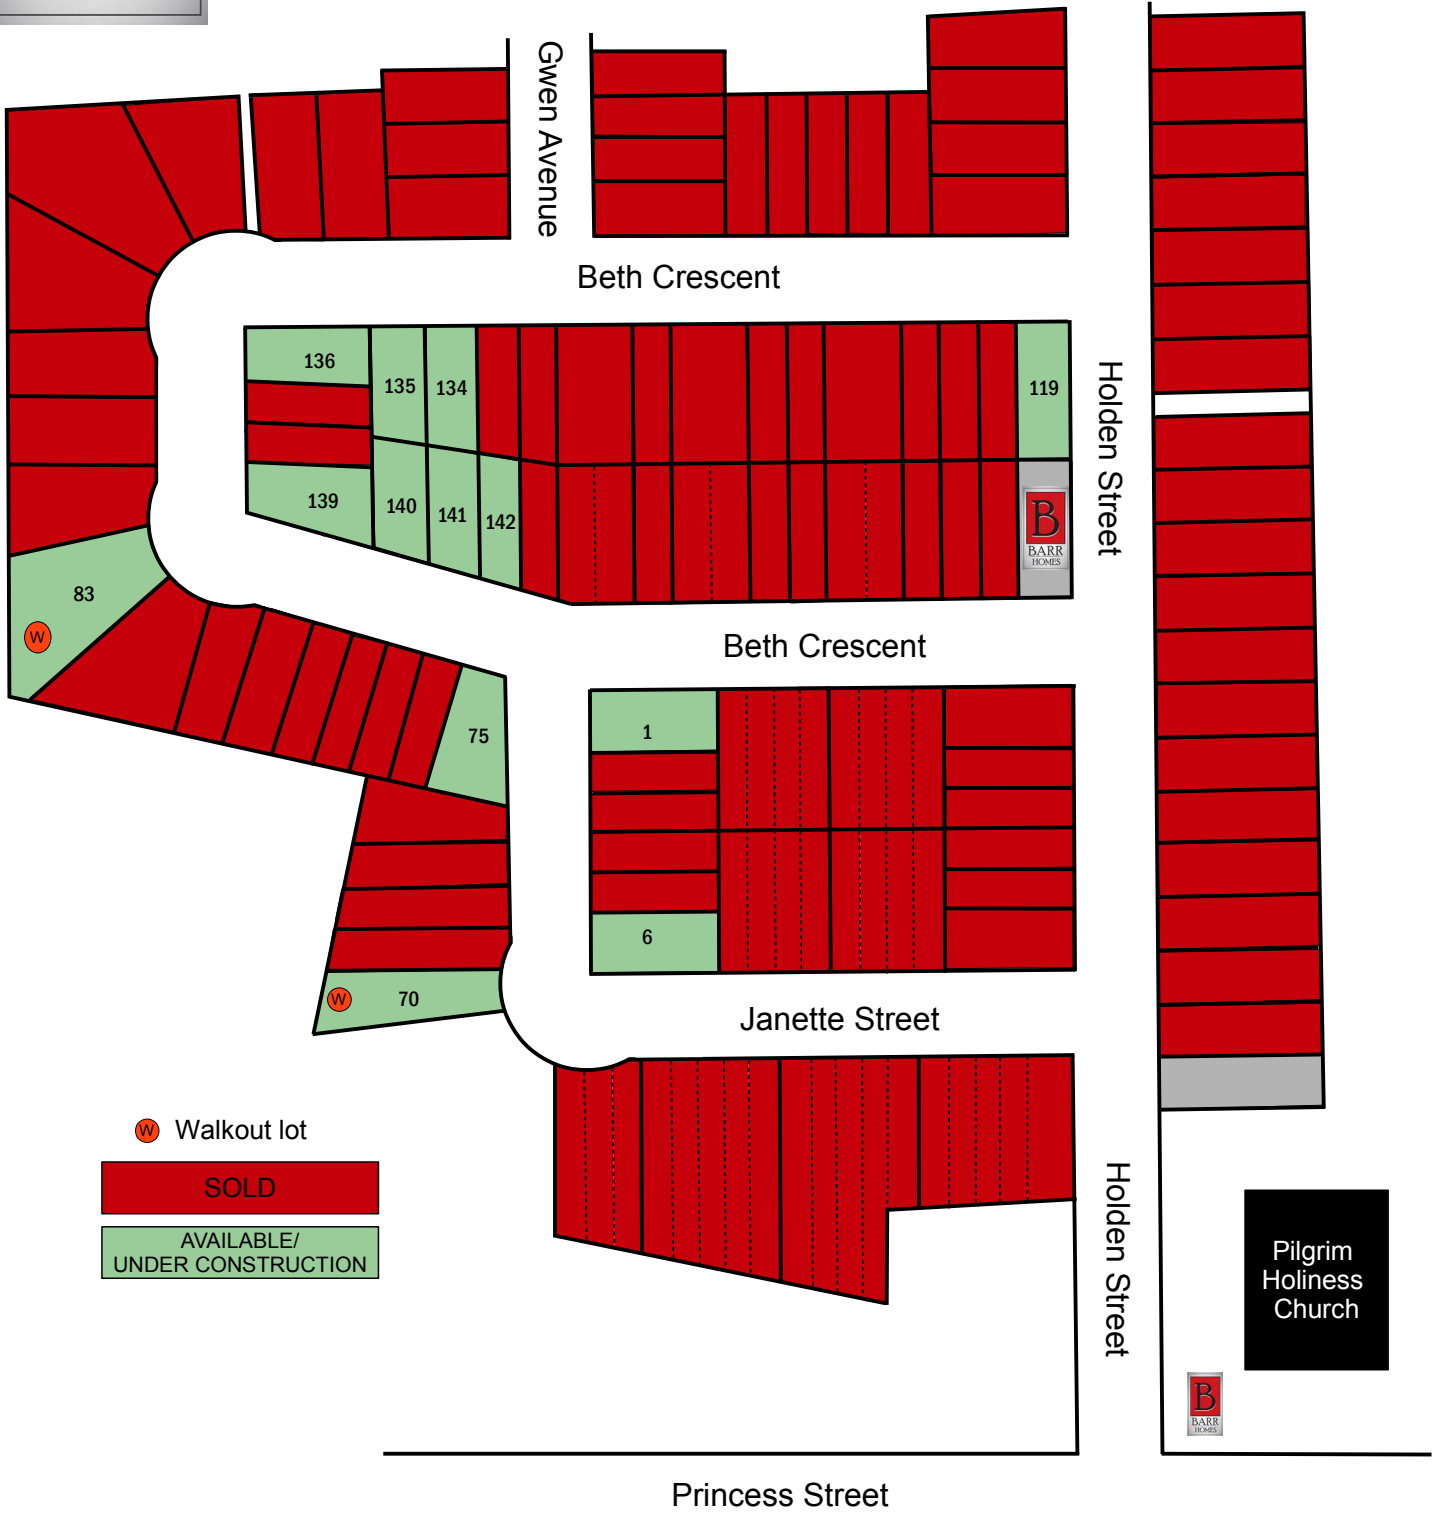 Gwen Avenue
Beth Crescent
136
135
134
119
139
140
141
142
B
BARR
HOMES
Holden Street
83
W
Beth Crescent
75
1
6
W
70
Janette Street
W Walkout lot
SOLD
AVAILABLE/
UNDER CONSTRUCTION
Holden Street
Pilgrim
Holiness
Church
B
BARR
HOMES
Princess Street